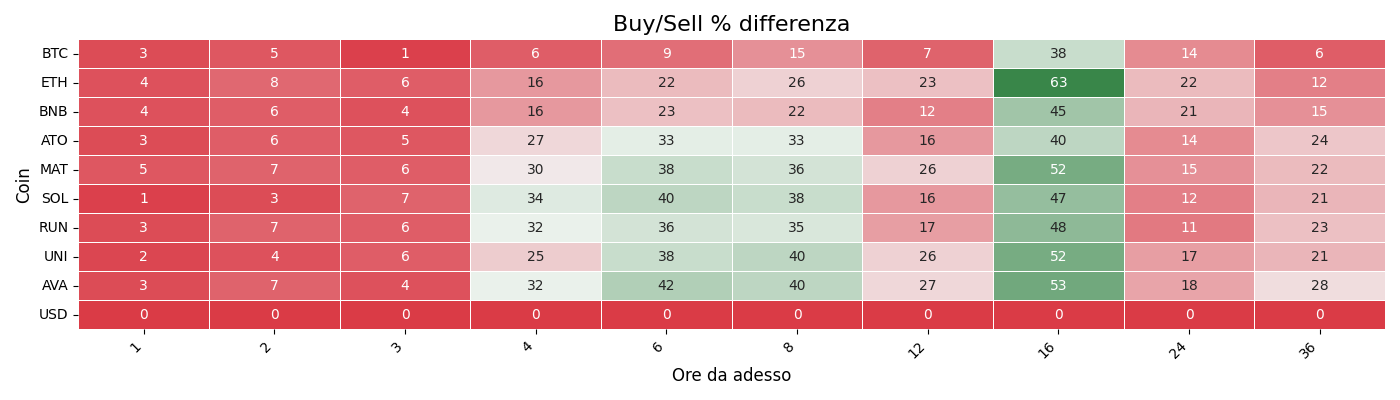 Buy/Sell % differenza
Coin
BTC 3 5 1 6 9 15 7 38 14 6
ETH 4 8 6 16 22 26 23 63 22 12
BNB 4 6 4 16 23 22 12 45 21 15
ATO 3 6 5 27 33 33 16 40 14 24
MAT 5 7 6 30 38 36 26 52 15 22
SOL 1 3 7 34 40 38 16 47 12 21
RUN 3 7 6 32 36 35 17 48 11 23
UNI 2 4 6 25 38 40 26 52 17 21
AVA 3 7 4 32 42 40 27 53 18 28
USD 0 0 0 0 0 0 0 0 0 0
1 2 3 4 6 8 12 16 24 36
Ore da adesso